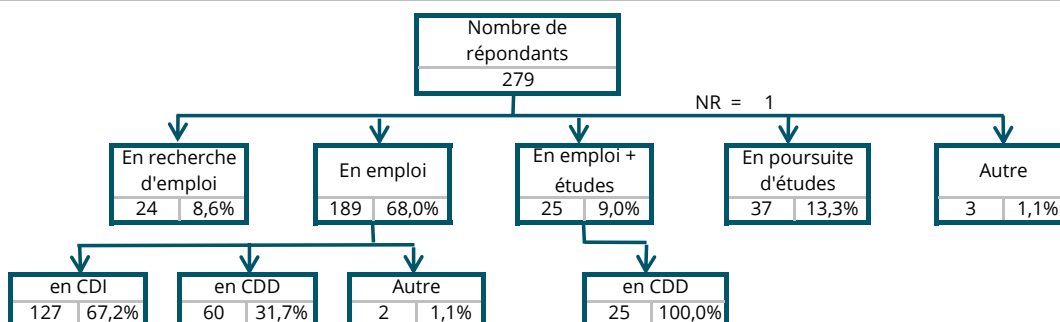 Nombre de
répondants
279
NR = 1
En recherche
d'emploi
24 8,6%
En emploi
189 68,0%
En emploi +
études
25 9,0%
En poursuite
d'études
37 13,3%
Autre
3 1,1%
en CDI
127 67,2%
en CDD
60 31,7%
Autre
2 1,1%
en CDD
25 100,0%